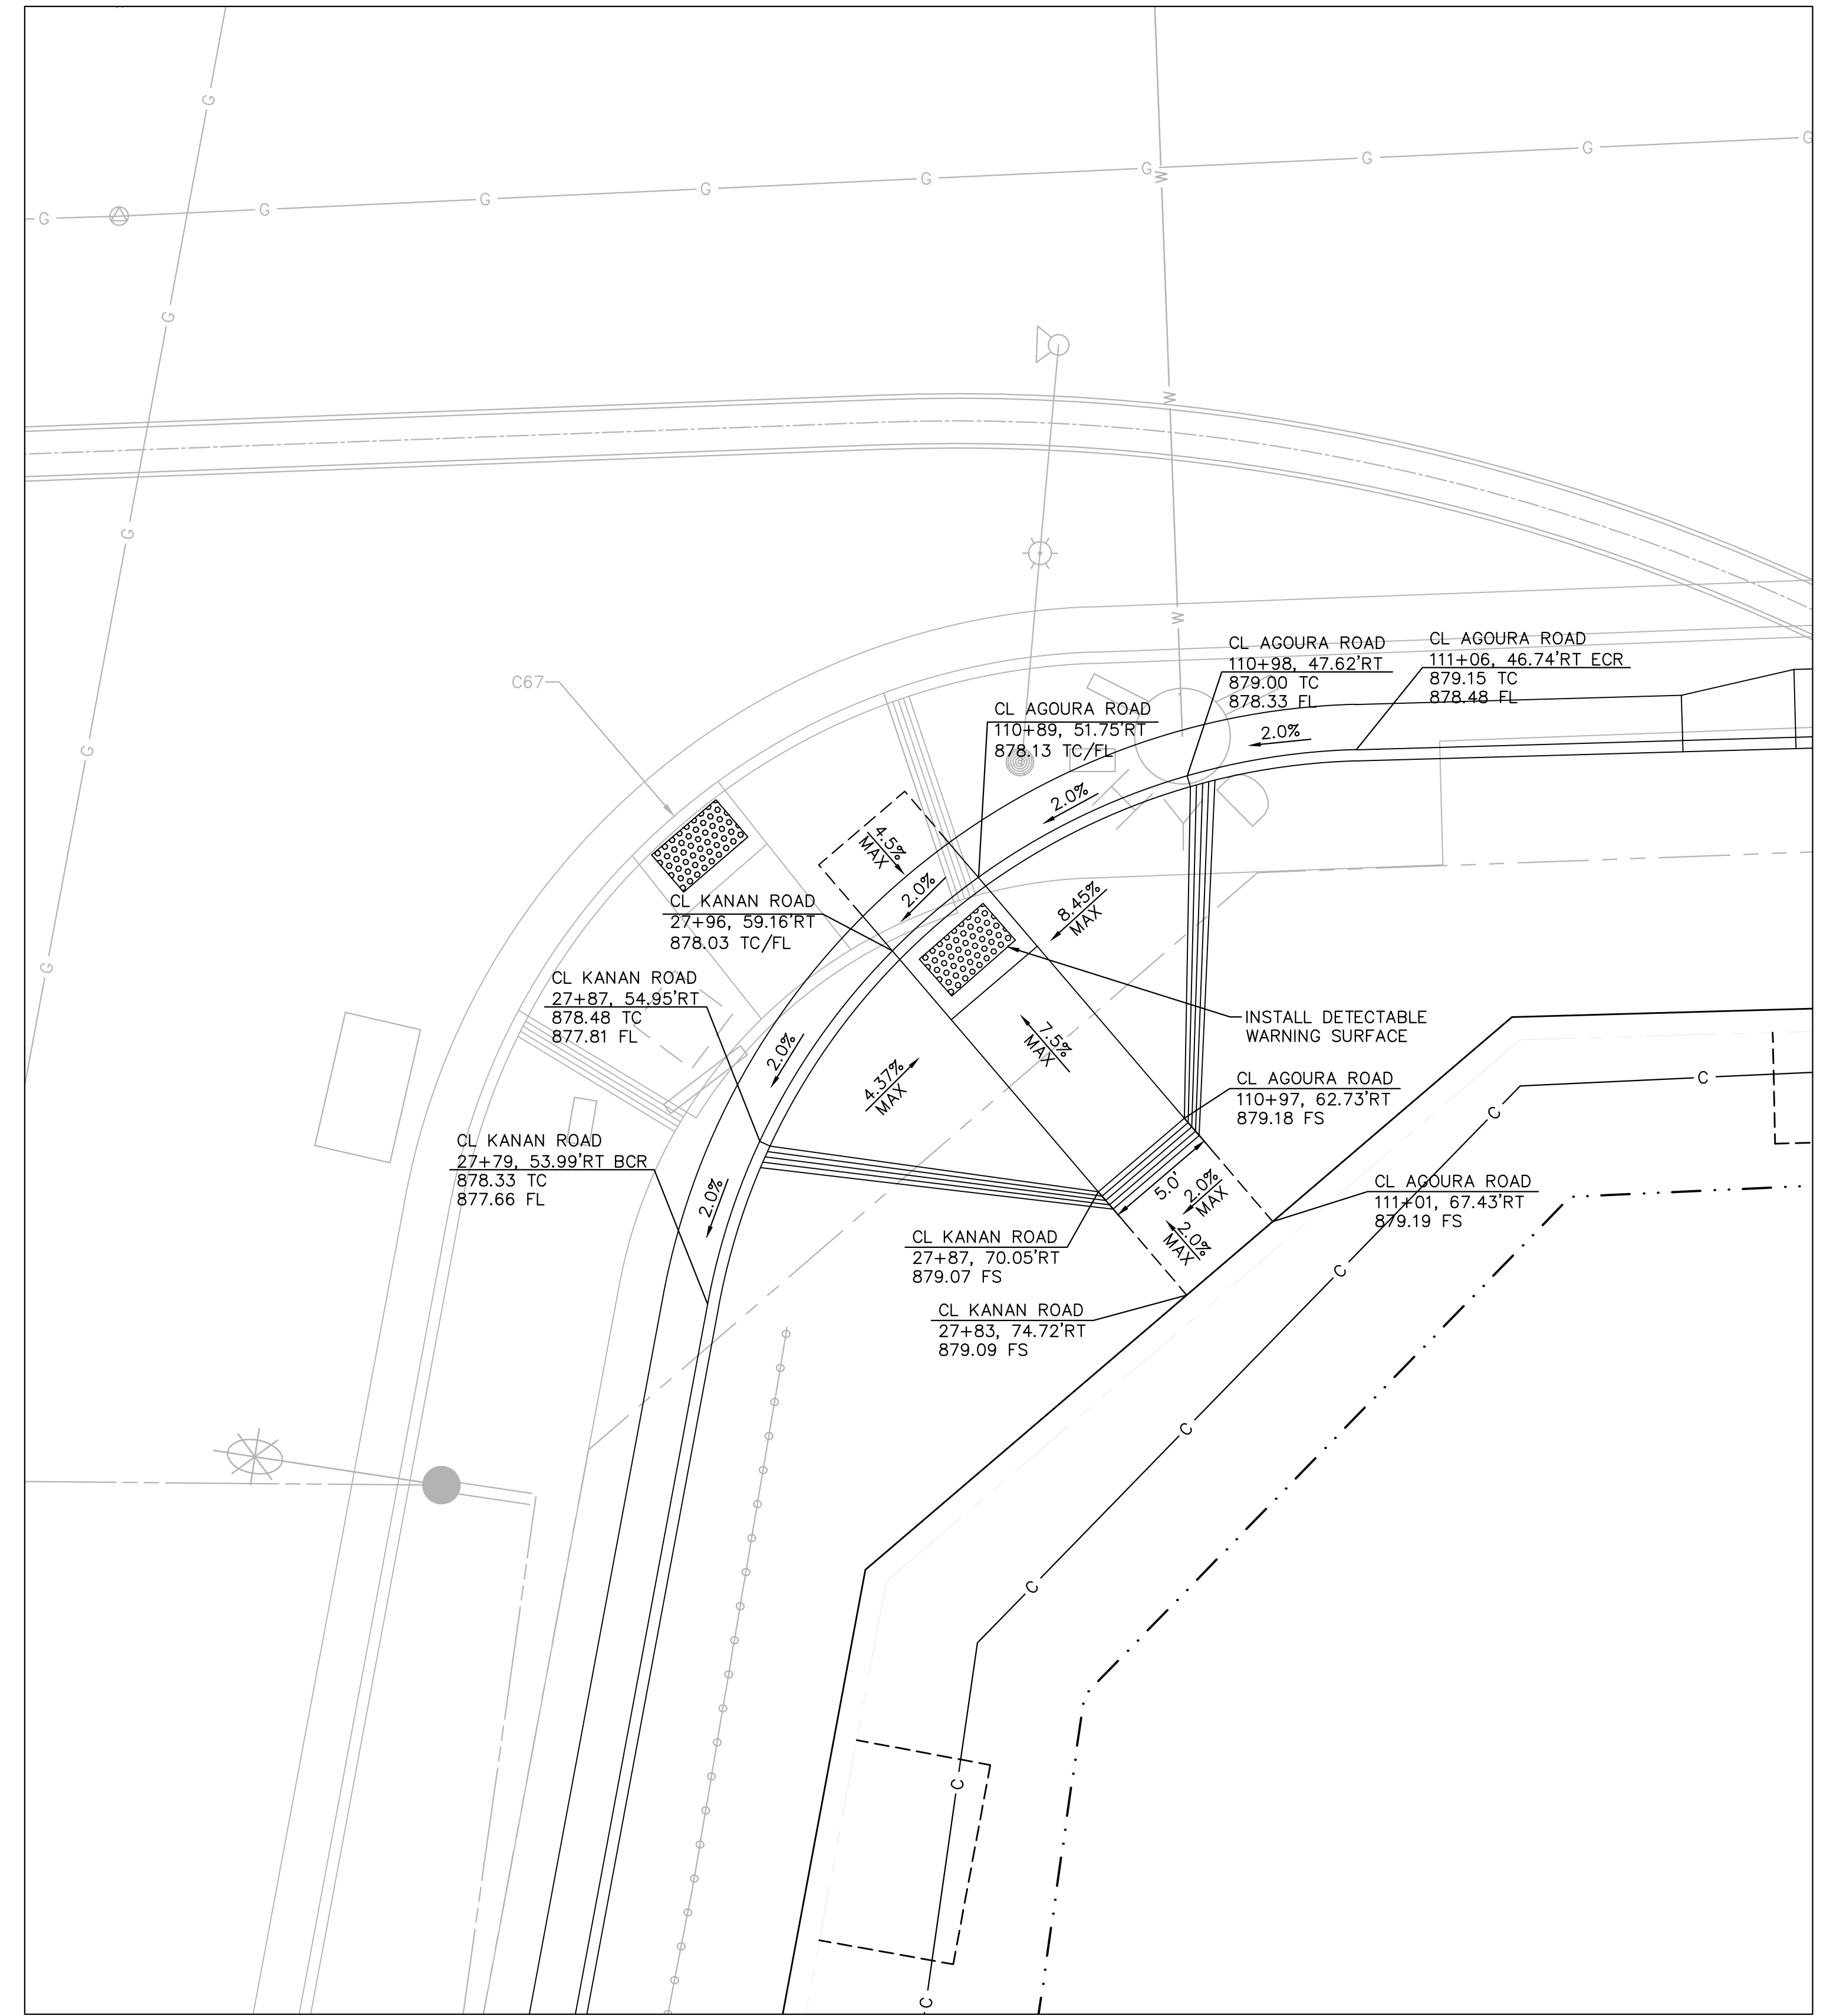 G
G
G
G
G
G
G
G
G
G
W
G
W
G
W
CL AGOURA ROAD
111+06, 46.74'RT ECR
879.15 TC
878.48 FL
CL AGOURA ROAD
110+98, 47.62'RT
879.00 TC
878.33 FL
C67
CL AGOURA ROAD
110+89, 51.75'RT
878.13 TC/FL
2.0%
G
2.0%
4.5%
MAX
2.0%
8.45%
MAX
CL KANAN ROAD
27+96, 59.16'RT
878.03 TC/FL
G
CL KANAN ROAD
27+87, 54.95'RT
878.48 TC
877.81 FL
INSTALL DETECTABLE
WARNING SURFACE
2.0%
7.5%
MAX
4.37%
MAX
C
C
CL AGOURA ROAD
110+97, 62.73'RT
879.18 FS
CL KANAN ROAD
27+79, 53.99'RT BCR
878.33 TC
877.66 FL
2.0%
5.0'
2.0%
MAX
CL AGOURA ROAD
111+01, 67.43'RT
879.19 FS
2.0%
MAX
CL KANAN ROAD
27+87, 70.05'RT
879.07 FS
C
CL KANAN ROAD
27+83, 74.72'RT
879.09 FS
C
C
C
C